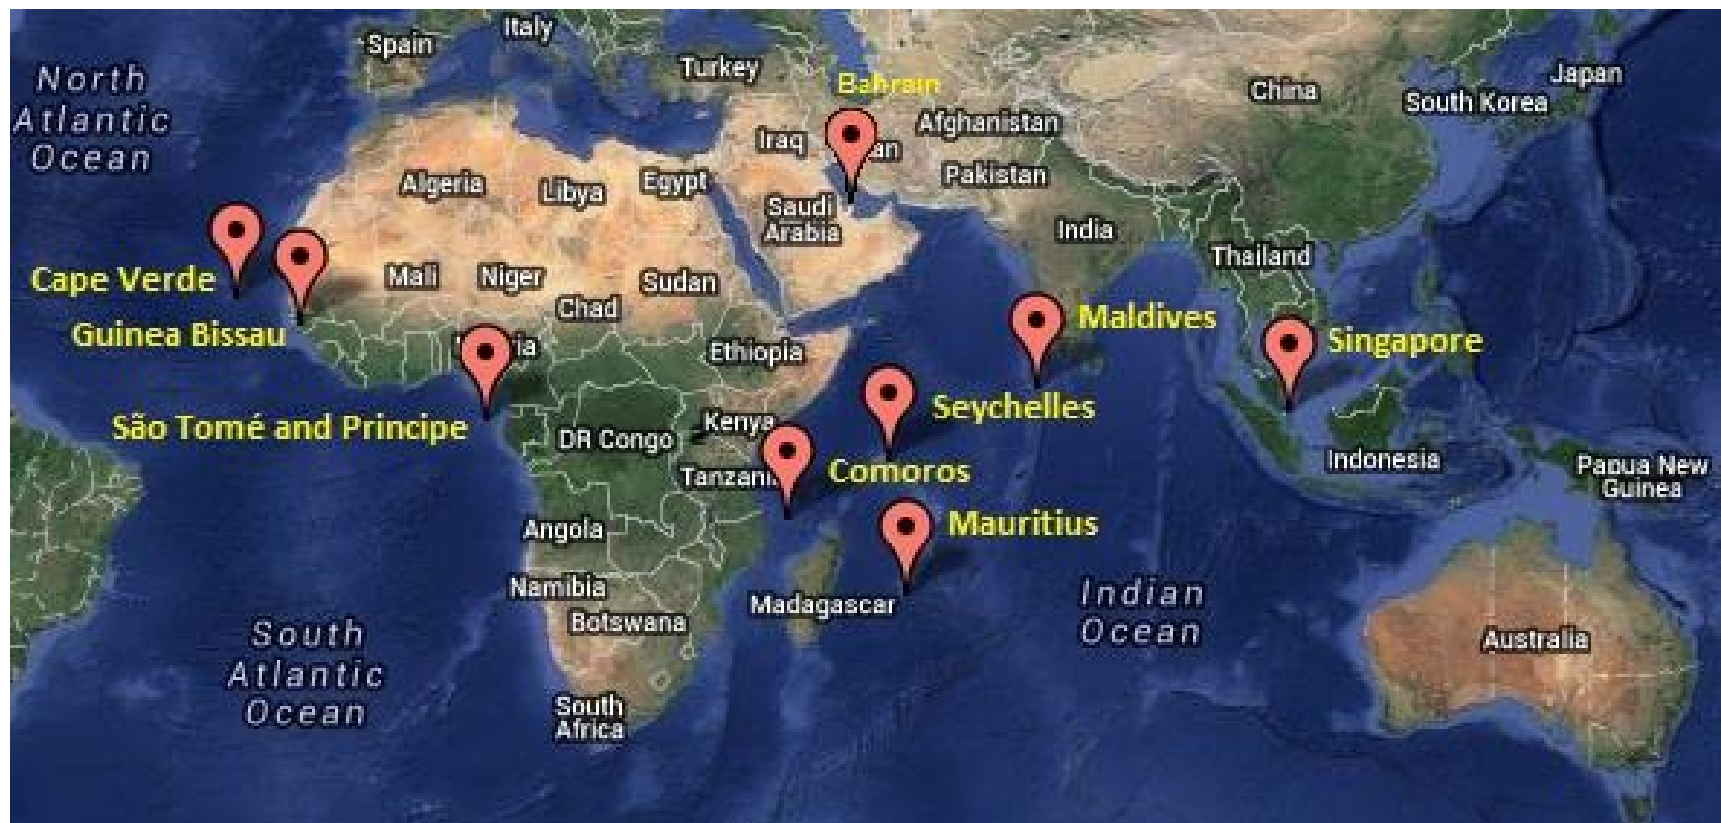 Italy
Spain
North
Atlantic
Ocean
Turkey
Bahrain
China
Japan
South Korea
Afghanistan
Iraq
an
Pakistan
Algeria
Libya
Egypt
Saudi
Arabia
India
Thailand
Cape Verde
Mali
Niger
Sudan
Chad
Guinea Bissau
ia
Ethiopia
Maldives
Singapore
Seychelles
São Tomé and Principe
Kenya
DR Congo
Tanzani
Comoros
Indonesia
Papua New
Guinea
Angola
Mauritius
Namibia
Botswana
Madagascar
Indian
Ocean
South
Atlantic
Ocean
Australia
South
Africa